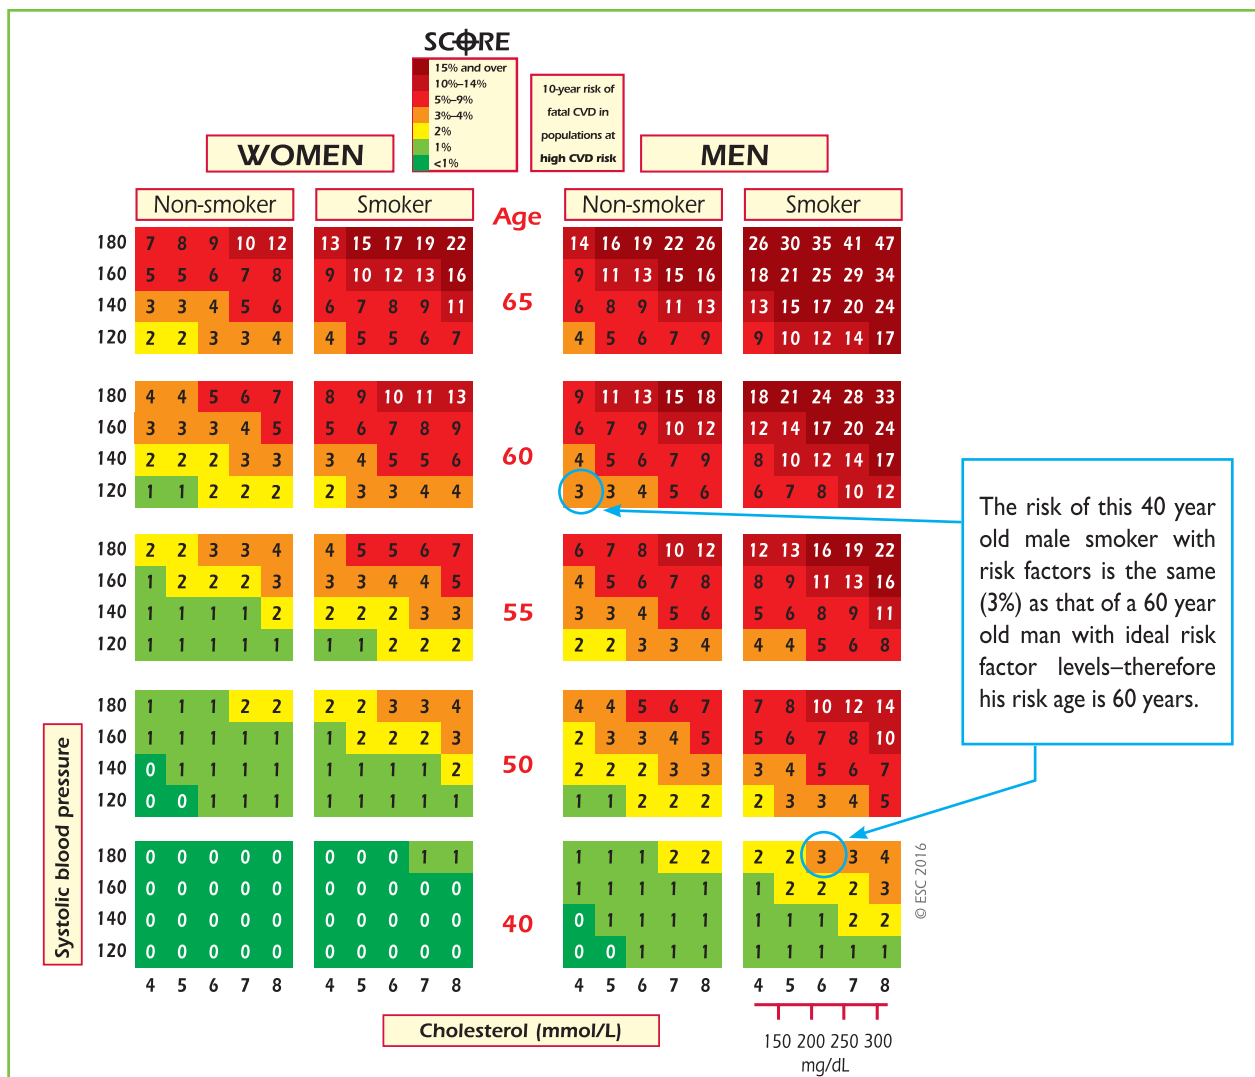 SCORE
15% and over
10%–14%
5%–9%
3%–4%
2%
1%
<1%
10-year risk of
fatal CVD in
populations at
high CVD risk
WOMEN
MEN
Non-smoker Smoker Age Non-smoker Smoker
180 7 8 9 10 12 13 15 17 19 22 14 16 19 22 26 26 30 35 41 47
160 5 5 6 7 8 9 10 12 13 16 9 11 13 15 16 18 21 25 29 34
65
140 3 3 4 5 6 6 7 8 9 11 6 8 9 11 13 13 15 17 20 24
120 2 2 3 3 4 4 5 5 6 7 4 5 6 7 9 9 10 12 14 17
180 4 4 5 6 7 8 9 10 11 13 9 11 13 15 18 18 21 24 28 33
160 3 3 3 4 5 5 6 7 8 9 6 7 9 10 12 12 14 17 20 24
60
140 2 2 2 3 3 3 4 5 5 6 4 5 6 7 9 8 10 12 14 17
120 1 1 2 2 2 2 3 3 4 4 3 3 4 5 6 6 7 8 10 12
180 2 2 3 3 4 4 5 5 6 7 6 7 8 10 12 12 13 16 19 22
160 1 2 2 2 3 3 3 4 4 5 4 5 6 7 8 8 9 11 13 16
55
140 1 1 1 1 2 2 2 2 3 3 3 3 4 5 6 5 6 8 9 11
120 1 1 1 1 1 1 1 2 2 2 2 2 3 3 4 4 4 5 6 8
180 1 1 1 2 2 2 2 3 3 4 4 4 5 6 7 7 8 10 12 14
160 1 1 1 1 1 1 2 2 2 3 2 3 3 4 5 5 6 7 8 10
50
140 0 1 1 1 1 1 1 1 1 2 2 2 2 3 3 3 4 5 6 7
120 0 0 1 1 1 1 1 1 1 1 1 1 2 2 2 2 3 3 4 5
180 0 0 0 0 0 0 0 0 1 1 1 1 1 2 2 2 2 3 3 4
160 0 0 0 0 0 0 0 0 0 0 1 1 1 1 1 1 2 2 2 3
40
140 0 0 0 0 0 0 0 0 0 0 0 1 1 1 1 1 1 1 2 2
120 0 0 0 0 0 0 0 0 0 0 0 0 1 1 1 1 1 1 1 1
4 5 6 7 8 4 5 6 7 8 4 5 6 7 8 4 5 6 7 8
Systolic blood pressure
Cholesterol (mmol/L)
150 200 250 300
mg/dL
The risk of this 40 year
old male smoker with
risk factors is the same
(3%) as that of a 60 year
old man with ideal risk
factor levels–therefore
his risk age is 60 years.
© ESC 2016